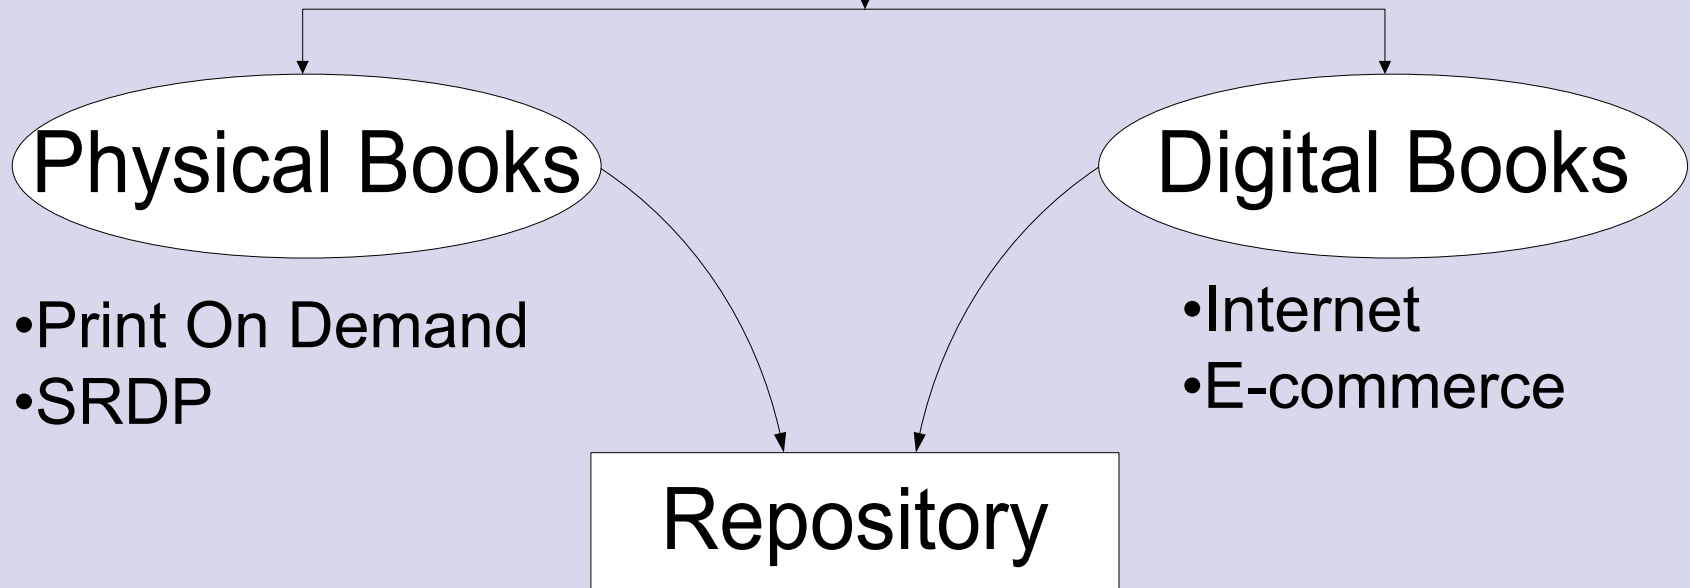 Physical Books
Digital Books
•Print On Demand
•SRDP
•Internet
•E-commerce
Repository